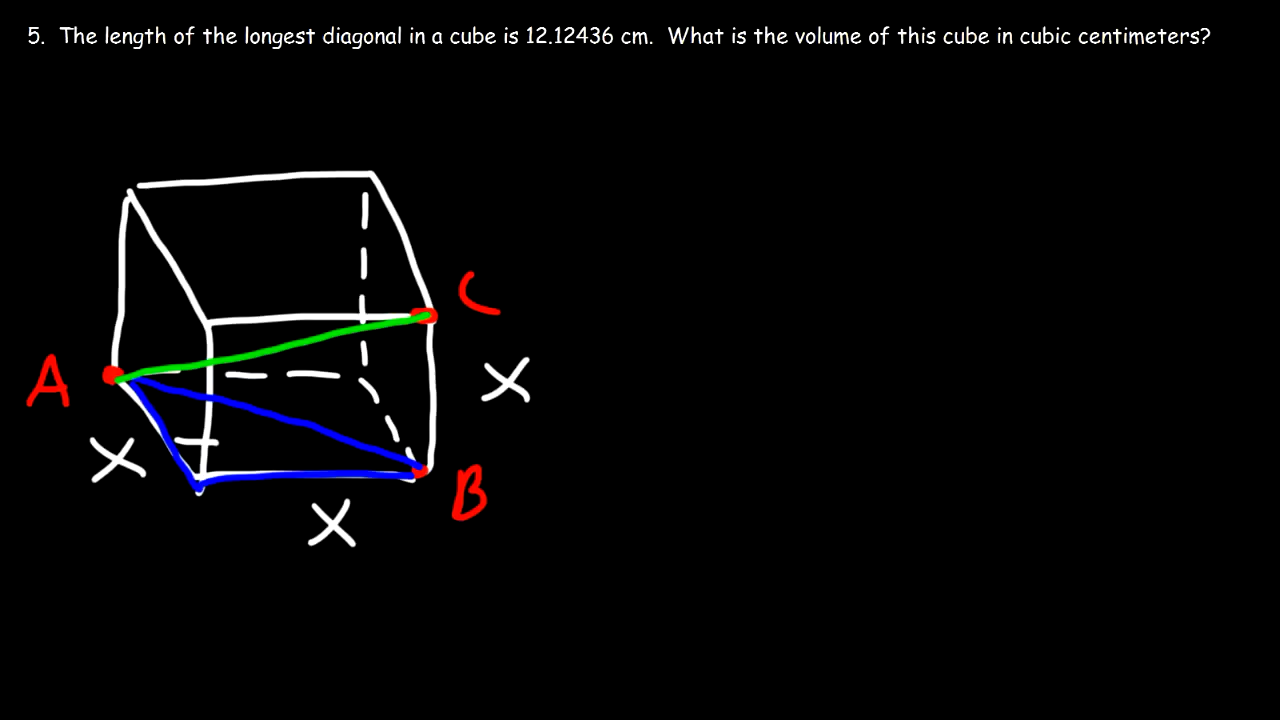 5. The length of the longest diagonal in a cube is 12.12436 cm. What is the volume of this cube in cubic centimeters?
C
A
X
X
B
X